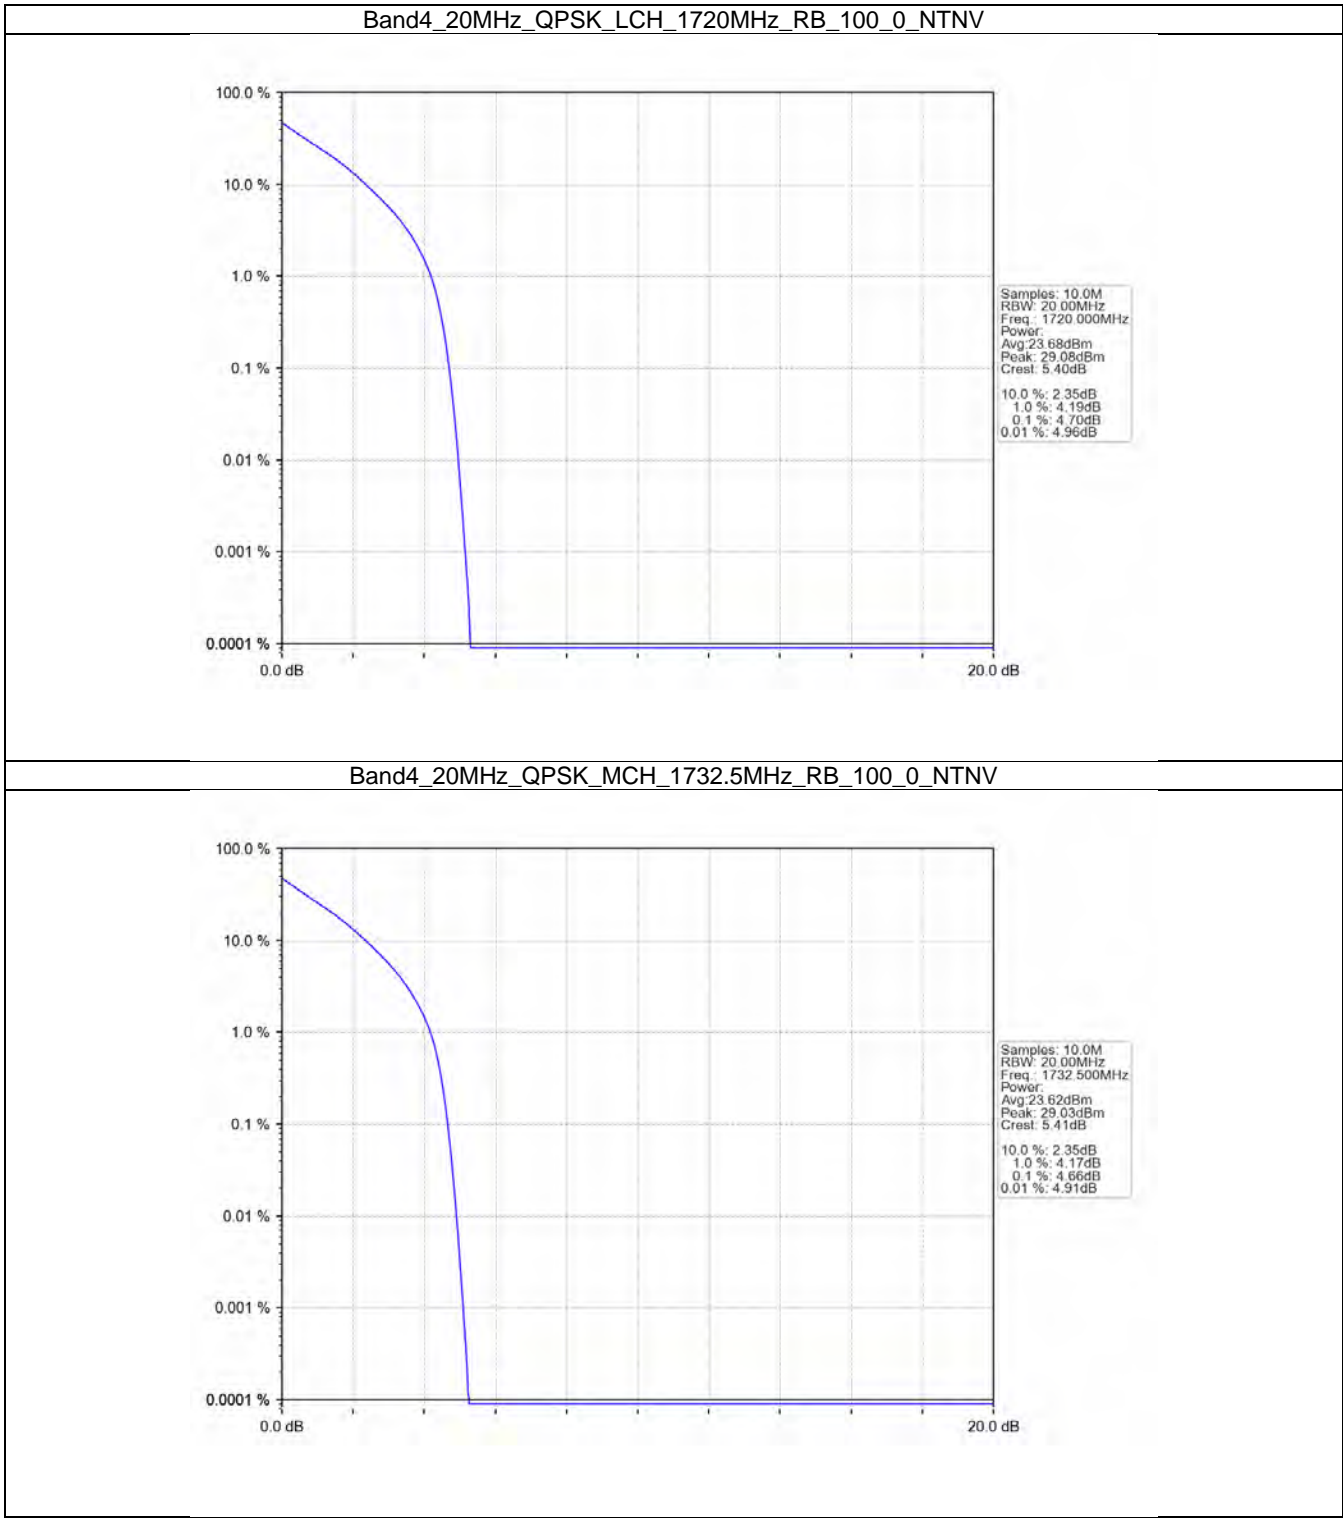 Band4_20MHz_QPSK_LCH_1720MHz_RB_100_0_NTNV
100.0 %
10.0 %
1.0 %
0.1 %
0.01 %
0.001 %
0.0001 %
0.0 dB
20.0 dB
Samples: 10.0M
RBW: 20.00MHz
Freq.: 1720.000MHz
Power:
Avg:23.68dBm
Peak: 29.08dBm
Crest: 5.40dB
10.0 %: 2.35dB
1.0 %: 4.19dB
0.1 %: 4.70dB
0.01 %: 4.96dB
Band4_20MHz_QPSK_MCH_1732.5MHz_RB_100_0_NTNV
100.0 %
10.0 %
1.0 %
0.1 %
0.01 %
0.001 %
0.0001 %
0.0 dB
20.0 dB
Samples: 10.0M
RBW: 20.00MHz
Freq.: 1732.500MHz
Power:
Avg:23.62dBm
Peak: 29.03dBm
Crest: 5.41dB
10.0 %: 2.35dB
1.0 %: 4.17dB
0.1 %: 4.66dB
0.01 %: 4.91dB